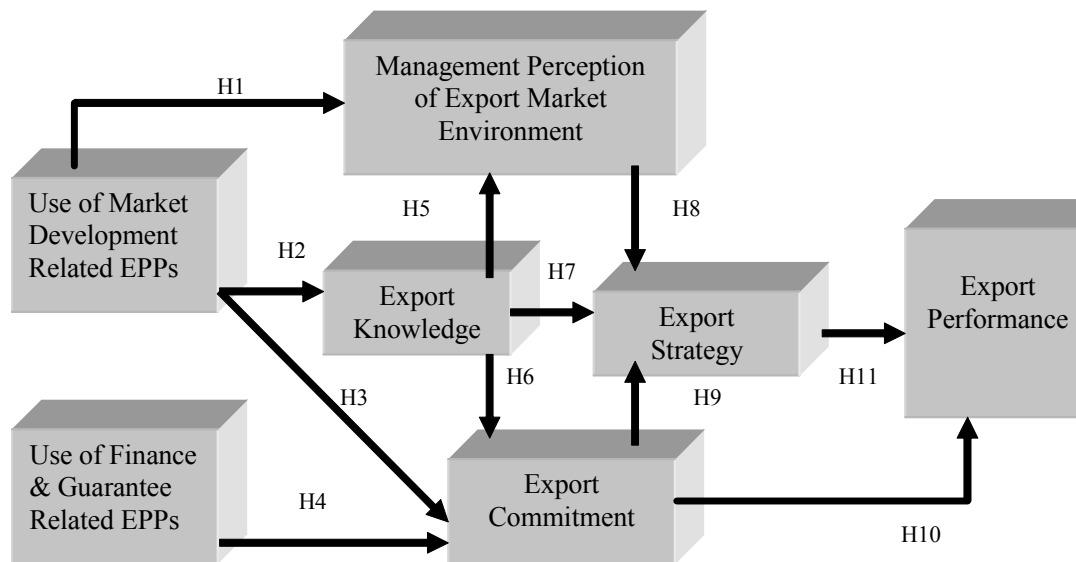 Management Perception
of Export Market
Environment
H1
Use of Market
Development
Related EPPs
H5
H8
H2
Export
Knowledge
H7
Export
Strategy
Export
Performance
H3
H6
H9
H11
Use of Finance
& Guarantee
Related EPPs
H4
Export
Commitment
H10